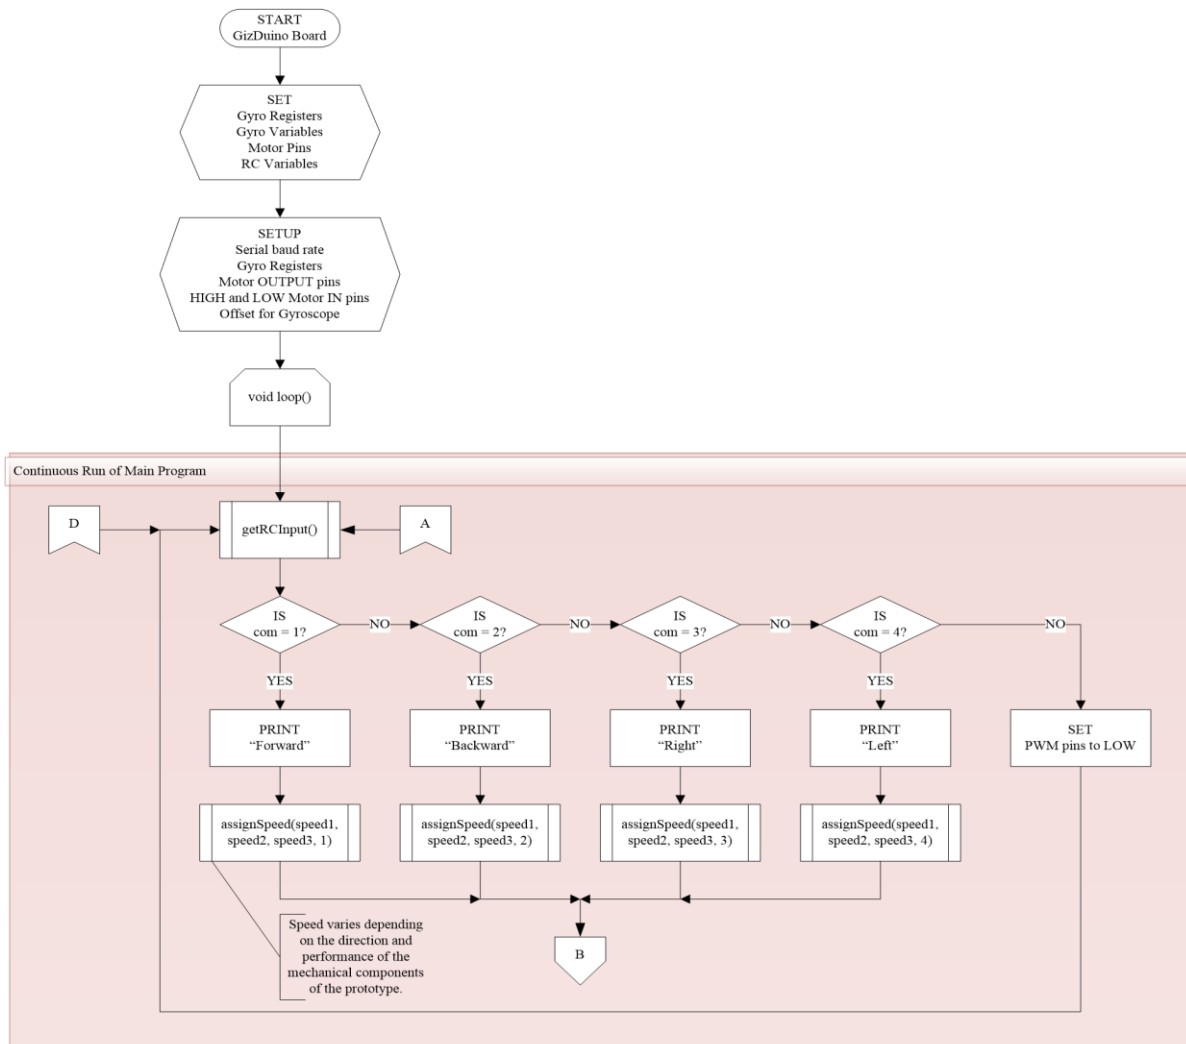 START
GizDuino Board
SET
Gyro Registers
Gyro Variables
Motor Pins
RC Variables
SETUP
Serial baud rate
Gyro Registers
Motor OUTPUT pins
HIGH and LOW Motor IN pins
Offset for Gyroscope
void loop()
Continuous Run of Main Program
D
getRCInput()
A
IS
com = 1?
NO
IS
com = 2?
NO
IS
com = 3?
NO
IS
com = 4?
NO
YES
YES
YES
YES
PRINT
“Forward”
PRINT
“Backward”
PRINT
“Right”
PRINT
“Left”
SET
PWM pins to LOW
assignSpeed(speed1,
speed2, speed3, 1)
assignSpeed(speed1,
speed2, speed3, 2)
assignSpeed(speed1,
speed2, speed3, 3)
assignSpeed(speed1,
speed2, speed3, 4)
Speed varies depending
on the direction and
performance of the
mechanical components
of the prototype.
B